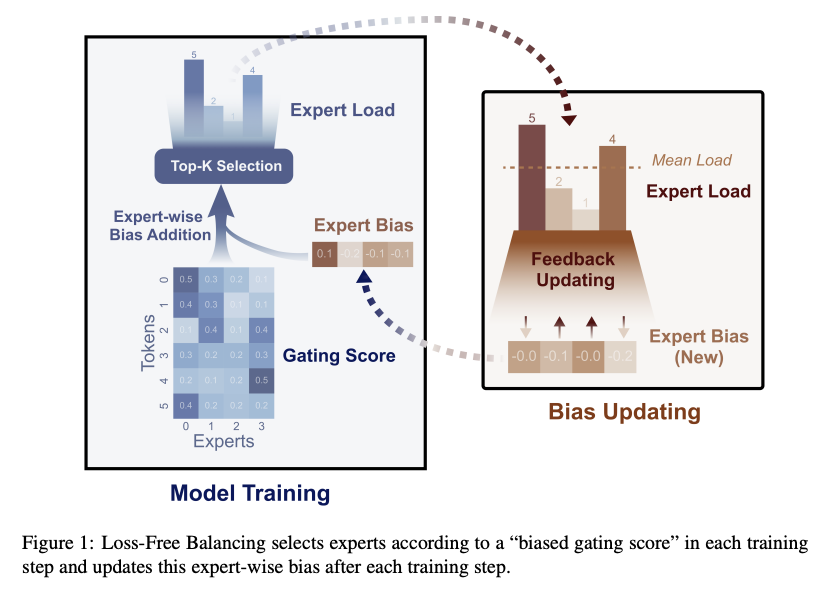 5
4
2
1
Expert Load
Top-K Selection
Expert-wise
Bias Addition
Expert Bias
0.1 -0.2 -0.1 -0.1
Tokens
0 0.5 0.3 0.2 0.1
1 0.4 0.3 0.1 0.1
2 0.1 0.4 0.1 0.4
3 0.3 0.2 0.2 0.3
4 0.2 0.1 0.2 0.5
5 0.4 0.2 0.2 0.2
Gating Score
0 1 2 3
Experts
Model Training
5
4
Mean Load
2
Expert Load
1
Feedback
Updating
-0.0 -0.1 -0.0 -0.2
Expert Bias
(New)
Bias Updating
Figure 1: Loss-Free Balancing selects experts according to a “biased gating score” in each training
step and updates this expert-wise bias after each training step.